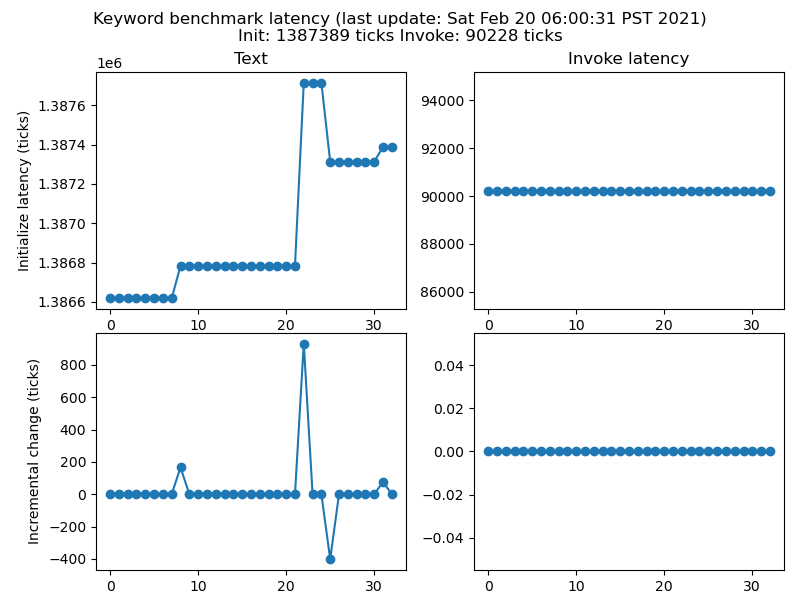 Keyword benchmark latency (last update: Sat Feb 20 06:00:31 PST 2021)
Init: 1387389 ticks Invoke: 90228 ticks
Text
Invoke latency
1e6
Initialize latency (ticks)
1.3876
1.3874
1.3872
1.3870
1.3868
1.3866
0 10 20 30
94000
92000
90000
88000
86000
0 10 20 30
Incremental change (ticks)
800
600
400
200
0
−200
−400
0 10 20 30
0.04
0.02
0.00
−0.02
−0.04
0 10 20 30